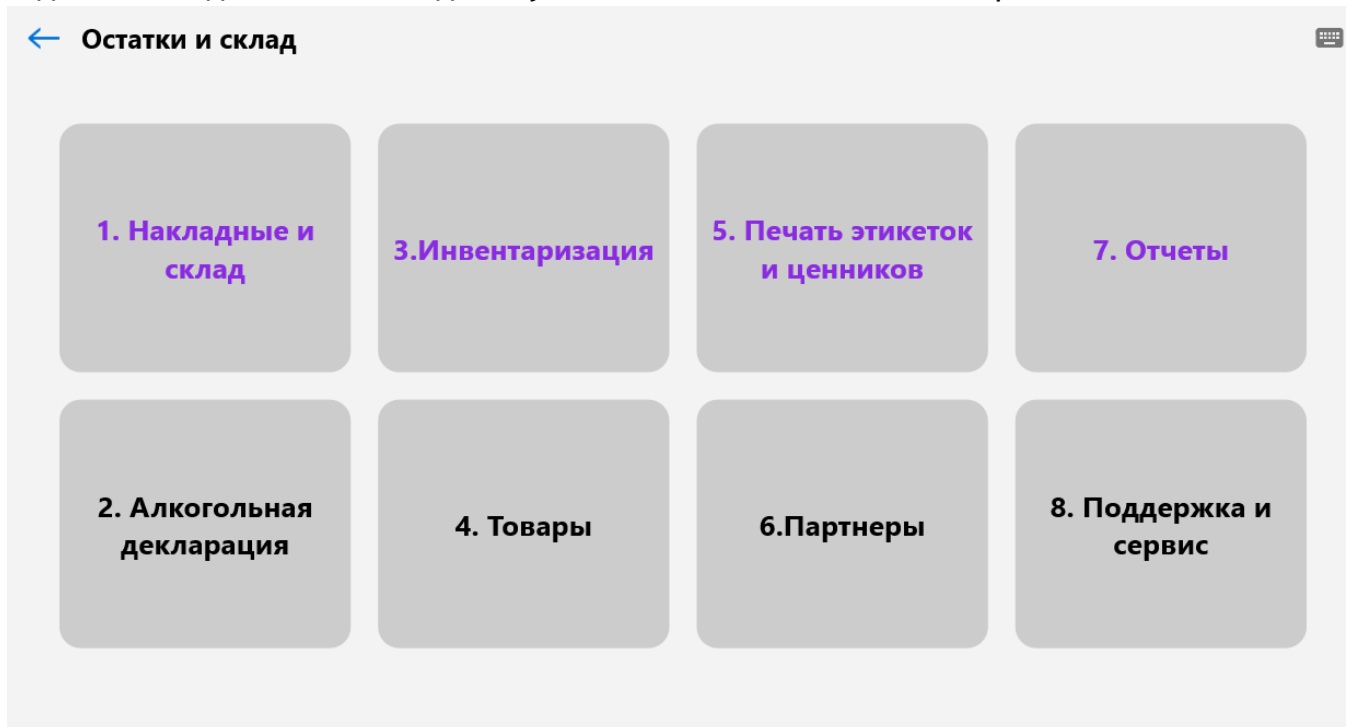 Остатки и склад
1. Накладные и
склад
3.Инвентаризация
5. Печать этикеток
и ценников
7. Отчеты
2. Алкогольная
декларация
4. Товары
6.Партнеры
8. Поддержка и
сервис